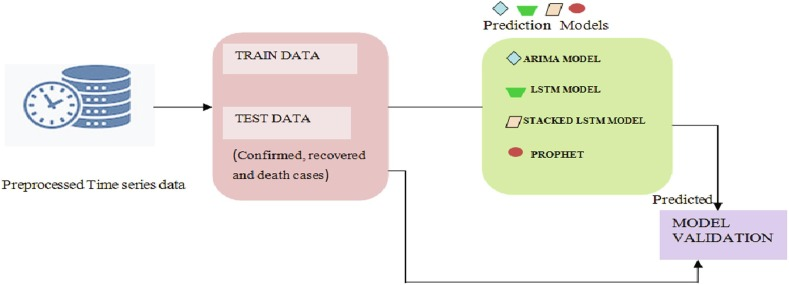 Prediction Models
TRAIN DATA
TEST DATA
(Confirmed, recovered
and death cases)
ARIMA MODEL
LSTM MODEL
STACKED LSTM MODEL
PROPHET
Preprocessed Time series data
Predicted
MODEL
VALIDATION